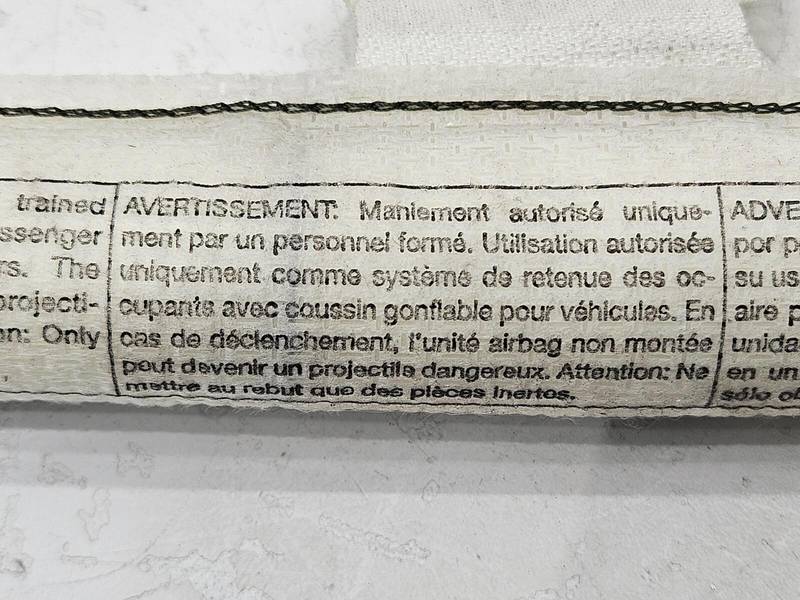 trained
ssenger
rs. The
projecti-
n: Only
AVERTISSEMENT: Maniement autorisé unique-
ment par un personnel formé. Utilisation autorisée
uniquement comme système de retenue des oc-
cupants avec coussin gonflable pour véhicules. En
cas de déclenchement, l'unité airbag non montée
peut devenir un projectile dangereux. Attention: Ne
mettre au rebut que des pièces inertes.
ADVE
por p
su us
aire p
unida
en un
sólo ob